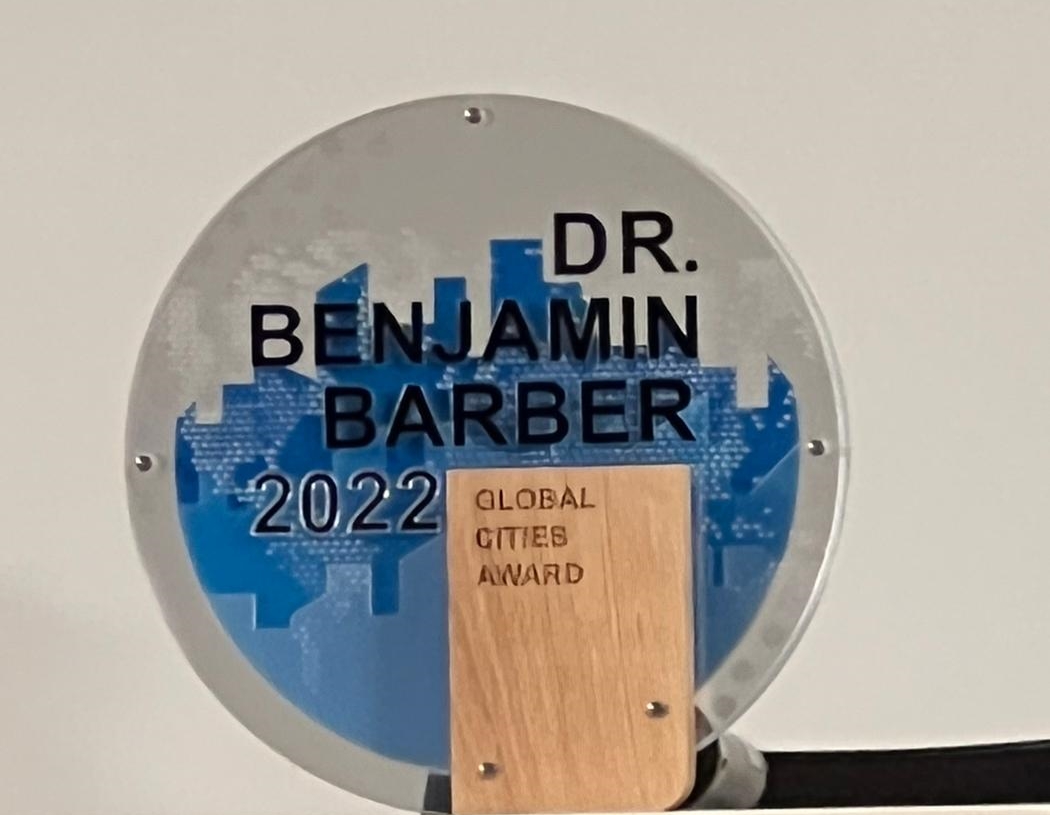 DR.
BENJAMIN
BARBER
2022
GLOBAL
CITIES
AWARD